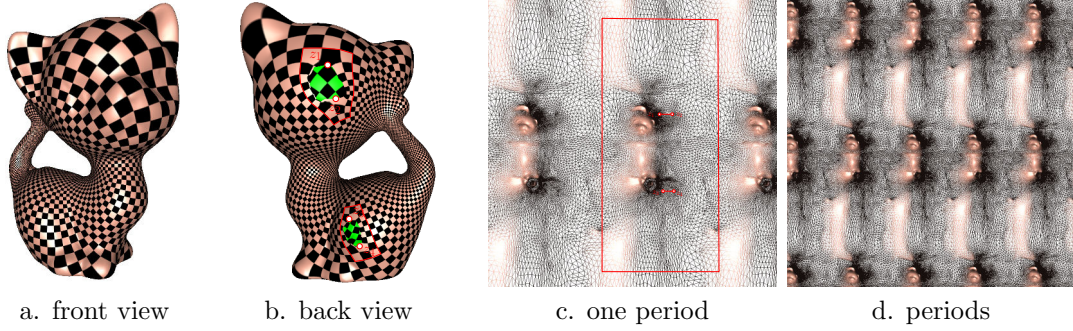 a. front view
b. back view
c. one period
d. periods